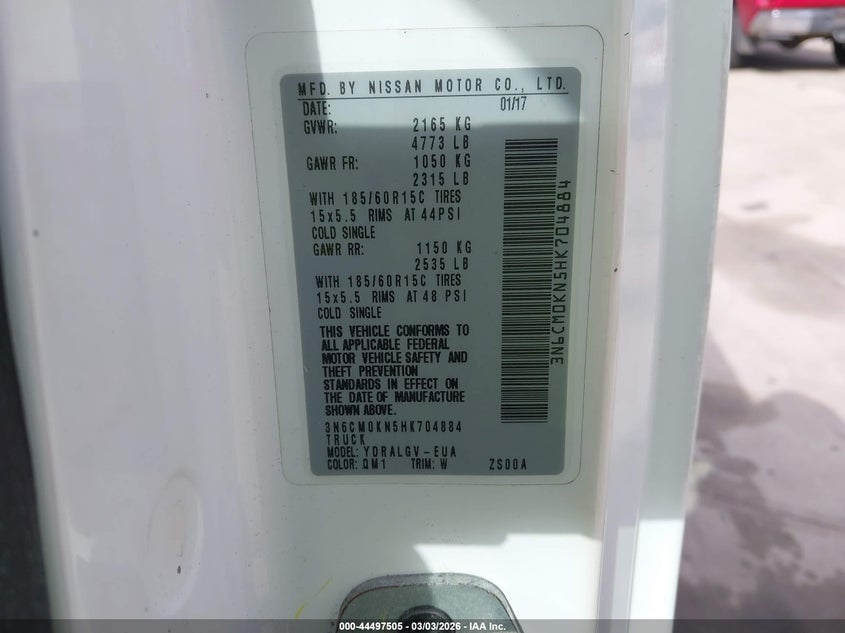 MFD. BY NISSAN MOTOR CO., LTD.
DATE: 01/17
GVWR: 2165 KG
4773 LB
GAWR FR: 1050 KG
2315 LB
WITH 185/60R15C TIRES
15x5.5 RIMS AT 44PSI
COLD SINGLE
GAWR RR: 1150 KG
2535 LB
WITH 185/60R15C TIRES
15x5.5 RIMS AT 48 PSI
COLD SINGLE
THIS VEHICLE CONFORMS TO
ALL APPLICABLE FEDERAL
MOTOR VEHICLE SAFETY AND
THEFT PREVENTION
STANDARDS IN EFFECT ON
THE DATE OF MANUFACTURE
SHOWN ABOVE.
3N6CM0KN5HK704884
TRUCK
MODEL: YDRALGV-EUA
COLOR: QM1 TRIM: W ZS00A
3N6CM0KN5HK704884
000-44497505 - 03/03/2026 - IAA Inc.